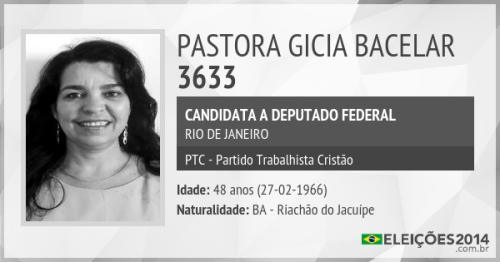 PASTORA GICIA BACELAR
3633
CANDIDATA A DEPUTADO FEDERAL
RIO DE JANEIRO
PTC - Partido Trabalhista Cristão
Idade: 48 anos (27-02-1966)
Naturalidade: BA - Riachão do Jacuípe
ELEIÇÕES2014
.com.br